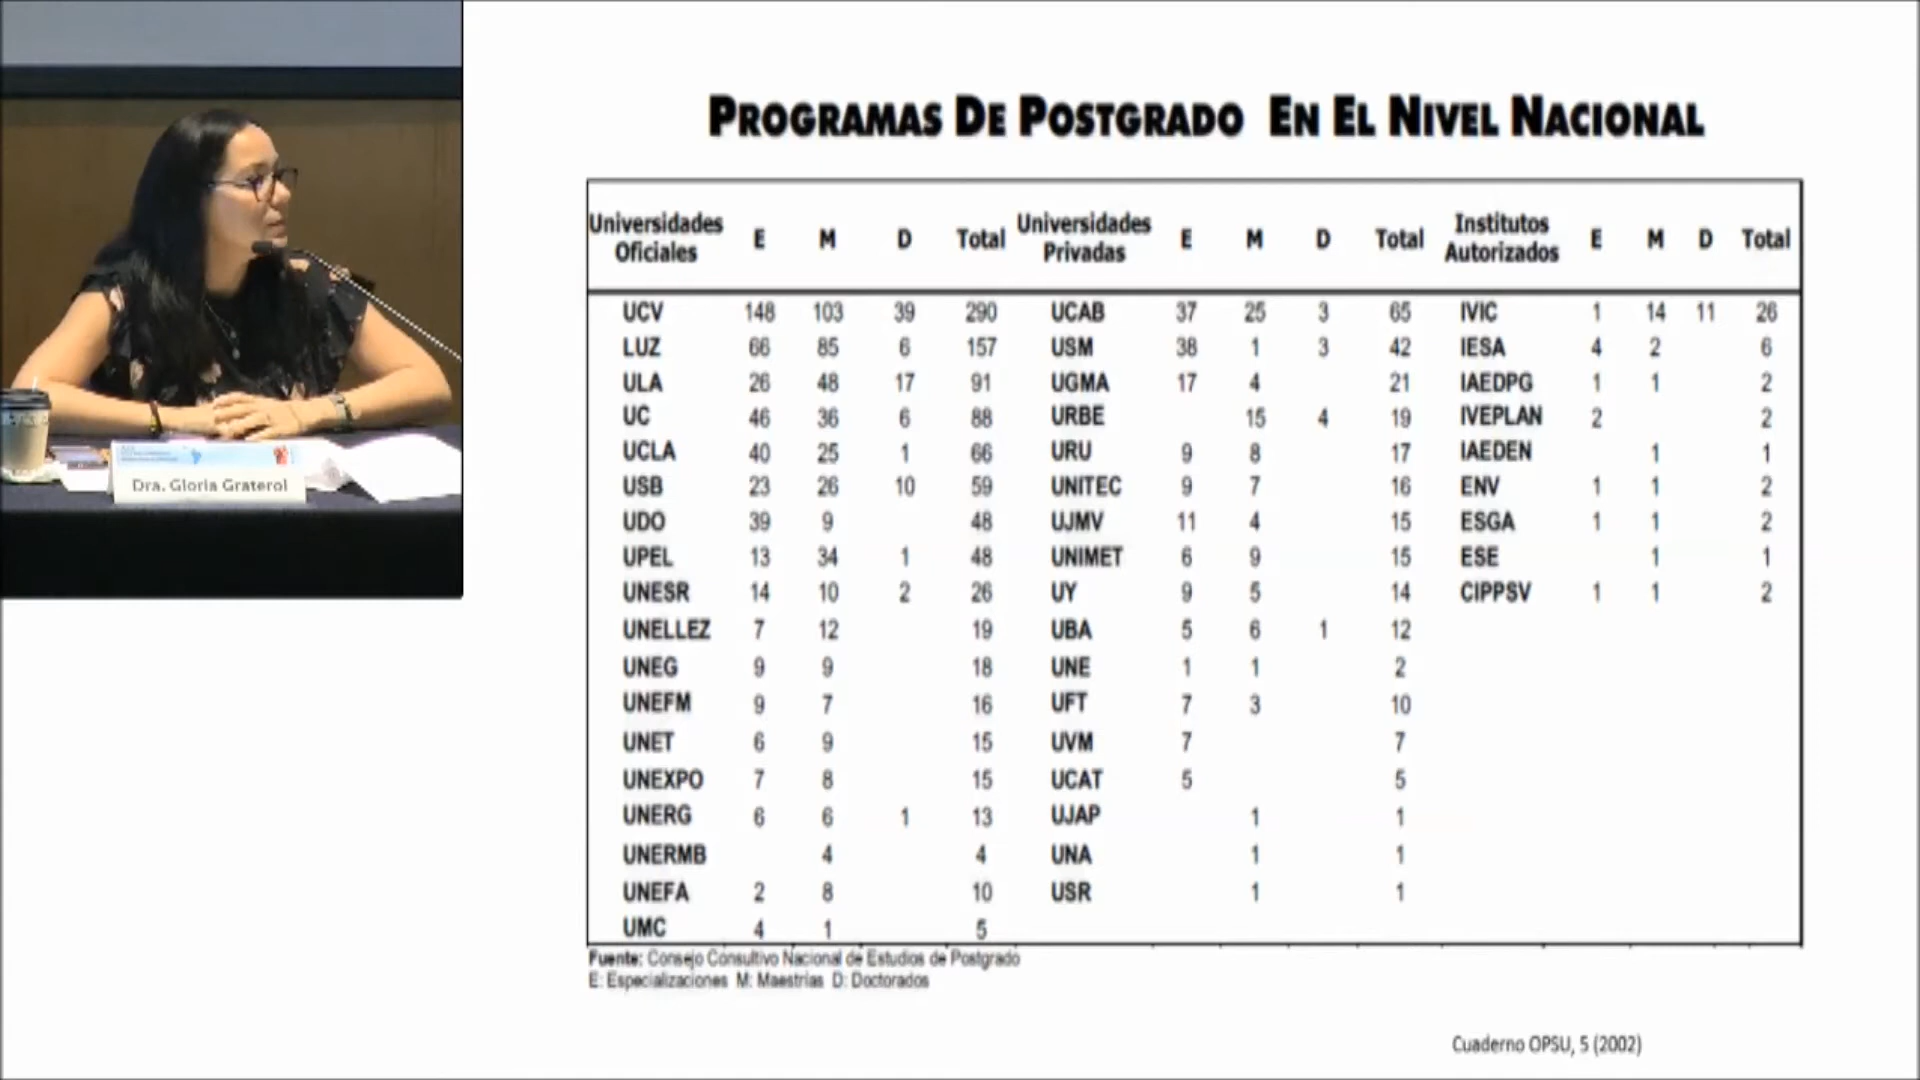 PROGRAMAS DE POSTGRADO EN EL NIVEL NACIONAL
Universidades Oficiales E M D Total Universidades Privadas E M D Total Institutos Autorizados E M D Total
UCV 148 103 39 290 UCAB 37 25 3 65 IVIC 1 14 11 26
LUZ 66 85 6 157 USM 38 1 3 42 IESA 4 2 6
ULA 26 48 17 91 UGMA 17 4 21 IAEDPG 1 1 2
UC 46 36 6 88 URBE 15 4 19 IVEPLAN 2 2
UCLA 40 25 1 66 URU 9 8 17 IAEDEN 1 1
USB 23 26 10 59 UNITEC 9 7 16 ENV 1 1 2
UDO 39 9 48 UJMV 11 4 15 ESGA 1 1 2
UPEL 13 34 1 48 UNIMET 6 9 15 ESE 1 1
UNESR 14 10 2 26 UY 9 5 14 CIPPSV 1 1 2
UNELLEZ 7 12 19 UBA 5 6 1 12
UNEG 9 9 18 UNE 1 1 2
UNEFM 9 7 16 UFT 7 3 10
UNET 6 9 15 UVM 7 7
UNEXPO 7 8 15 UCAT 5 5
UNERG 6 6 1 13 UJAP 1 1
UNERMB 4 4 UNA 1 1
UNEFA 2 8 10 USR 1 1
UMC 4 1 5
Fuente: Consejo Consultivo Nacional de Estudios de Postgrado
E: Especializaciones M: Maestrías D: Doctorados
Cuaderno OPSU, 5 (2002)
Dra. Gloria Graterol